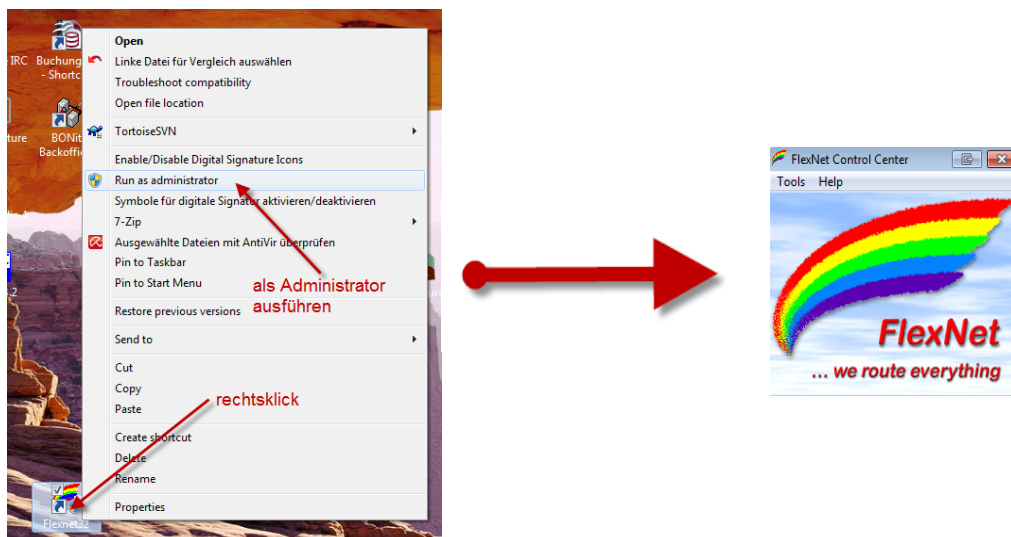 IRC
Buchung
- Shortc
ture
BONit
Backoffi
.2
Flexnet32
Open
Linke Datei für Vergleich auswählen
Troubleshoot compatibility
Open file location
TortoiseSVN
Enable/Disable Digital Signature Icons
Run as administrator
Symbole für digitale Signatur aktivieren/deaktivieren
7-Zip
Ausgewählte Dateien mit AntiVir überprüfen
Pin to Taskbar
Pin to Start Menu
Restore previous versions
Send to
Cut
Copy
Paste
Create shortcut
Delete
Rename
Properties
als Administrator
ausführen
rechtsklick
FlexNet Control Center
Tools Help
FlexNet
... we route everything